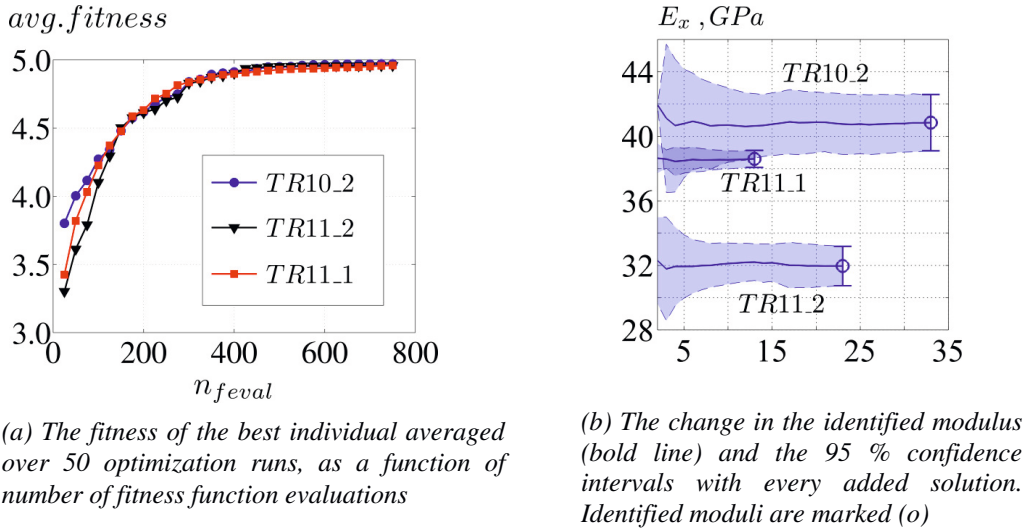 avg.fitness
5.0
4.5
4.0
3.5
3.0
0 200 400 600 800
n_feval
TR10_2
TR11_2
TR11_1
(a) The fitness of the best individual averaged
over 50 optimization runs, as a function of
number of fitness function evaluations
E_x ,GPa
44
40
36
32
28
5 15 25 35
TR10_2
TR11_1
TR11_2
(b) The change in the identified modulus
(bold line) and the 95 % confidence
intervals with every added solution.
Identified moduli are marked (o)